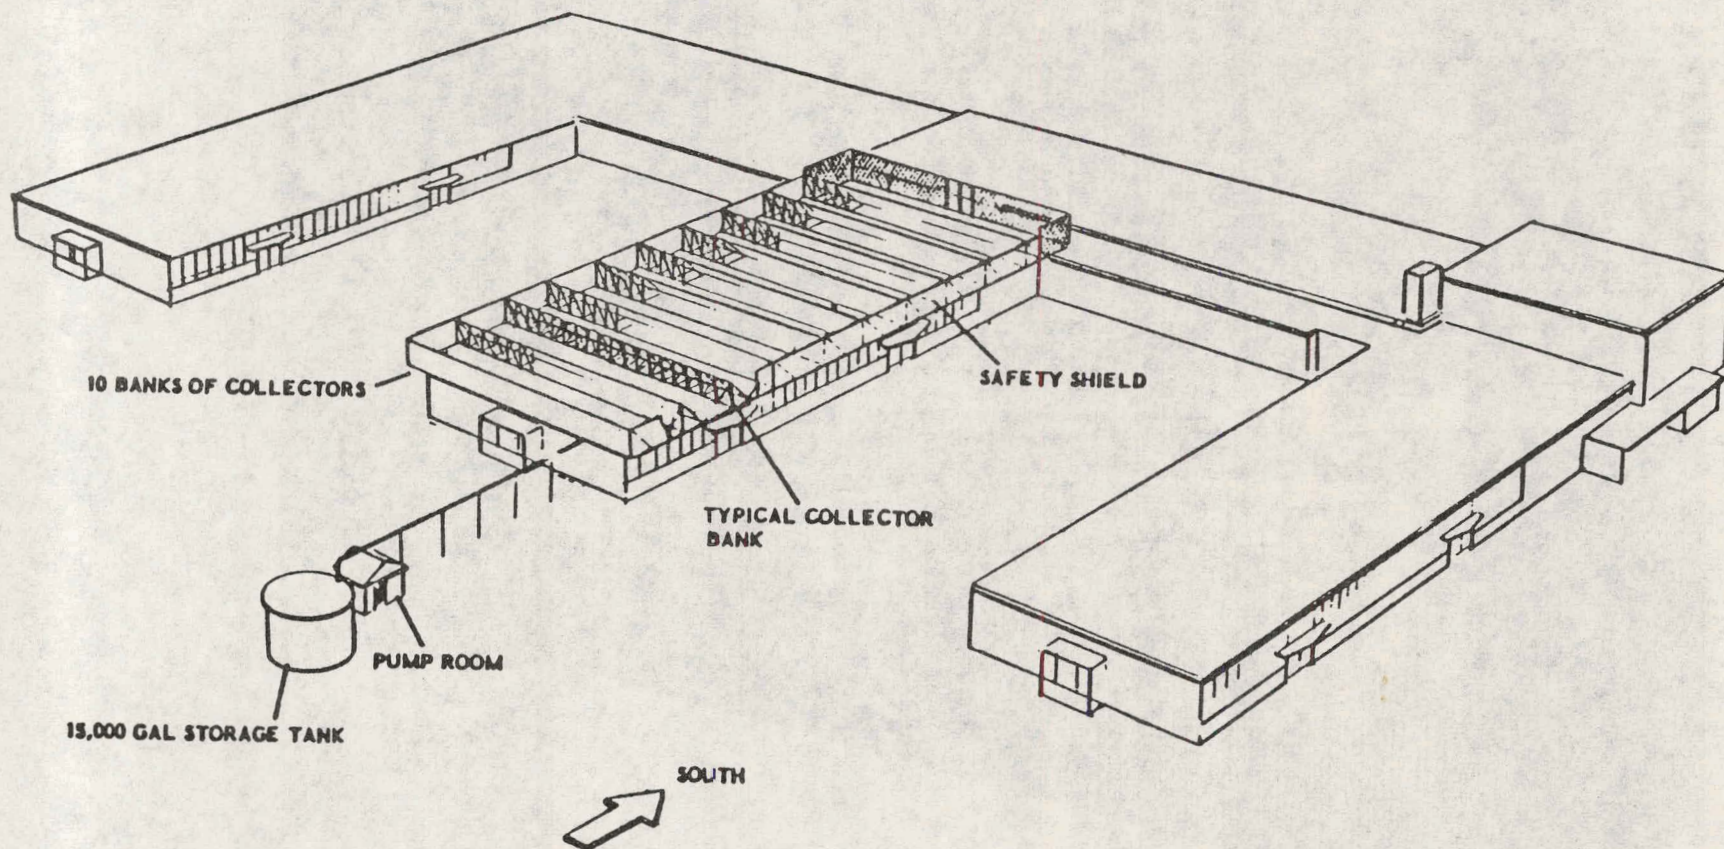 10 BANKS OF COLLECTORS
SAFETY SHIELD
TYPICAL COLLECTOR
BANK
PUMP ROOM
15,000 GAL STORAGE TANK
SOUTH